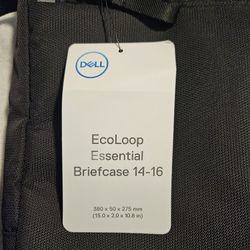 DELL
EcoLoop
Essential
Briefcase 14-16
380 x 50 x 275 mm
(15.0 x 2.0 x 10.8 in)